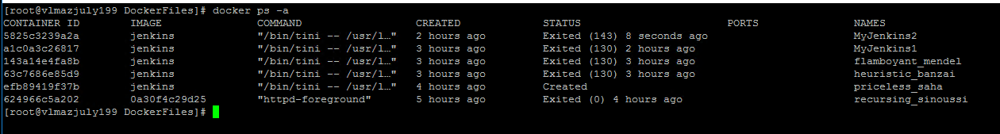 [root@vlmazjuly199 DockerFiles]# docker ps -a
CONTAINER ID IMAGE COMMAND CREATED STATUS PORTS NAMES
5825c3239a2a jenkins "/bin/tini -- /usr/l…" 2 hours ago Exited (143) 8 seconds ago MyJenkins2
a1c0a3c26817 jenkins "/bin/tini -- /usr/l…" 3 hours ago Exited (130) 2 hours ago MyJenkins1
143a14e4fa8b jenkins "/bin/tini -- /usr/l…" 3 hours ago Exited (130) 3 hours ago flamboyant_mendel
63c7686e85d9 jenkins "/bin/tini -- /usr/l…" 3 hours ago Exited (130) 3 hours ago heuristic_banzai
efb89419f37b jenkins "/bin/tini -- /usr/l…" 4 hours ago Created priceless_saha
624966c5a202 0a30f4c29d25 "httpd-foreground" 5 hours ago Exited (0) 4 hours ago recursing_sinoussi
[root@vlmazjuly199 DockerFiles]#